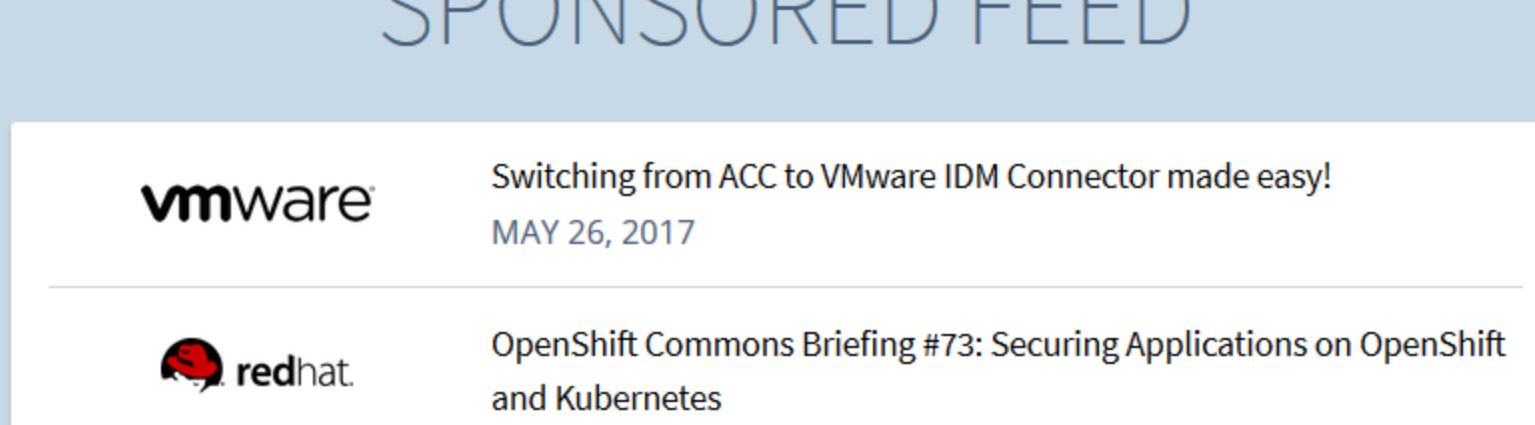 SPONSORED FEED
vmware
Switching from ACC to VMware IDM Connector made easy!
MAY 26, 2017
redhat.
OpenShift Commons Briefing #73: Securing Applications on OpenShift
and Kubernetes